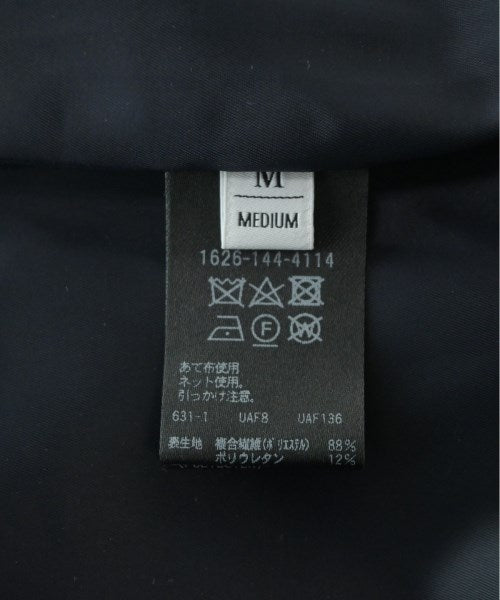 M
MEDIUM
1626-144-4114
F W
あて布使用
ネット使用。
引っかけ注意。
631-1 UAF8 UAF136
表生地 複合繊維(ポリエステル) 88%
ポリウレタン 12%